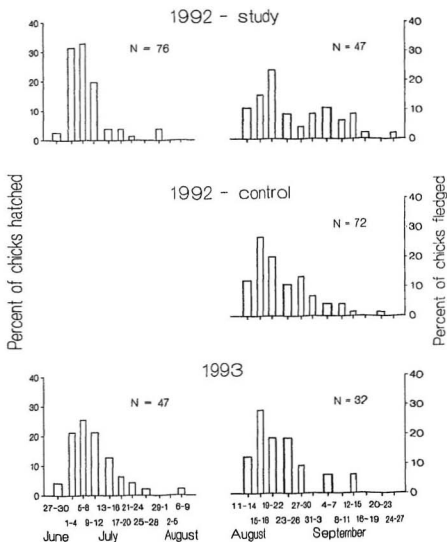 1992 - study
N = 76
N = 47
40
30
20
10
0
40
30
20
10
0
1992 - control
N = 72
40
30
20
10
0
Percent of chicks hatched
Percent of chicks fledged
1993
N = 47
N = 32
40
30
20
10
0
40
30
20
10
0
27-30 5-8 13-16 21-24 29-1 6-9
1-4 9-12 17-20 25-28 2-5
June July August
11-14 19-22 27-30 4-7 12-15 20-23
15-18 23-26 31-3 8-11 16-19 24-27
August September